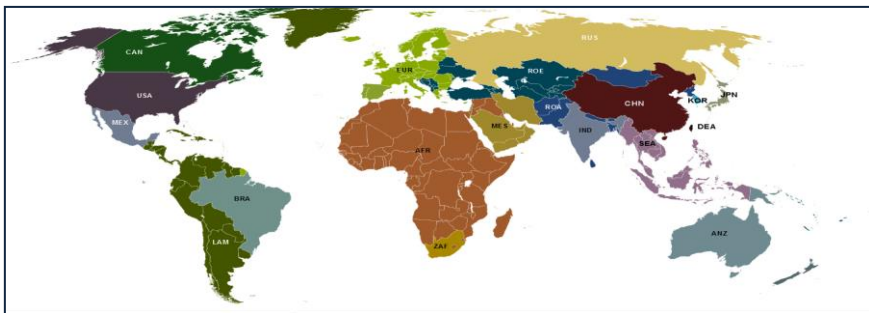 CAN
RUS
EUR
ROE
USA
JPN
KOR
CHN
ROA
MEX
MES
DEA
IND
AFR
SEA
BRA
ANZ
LAM
ZAF